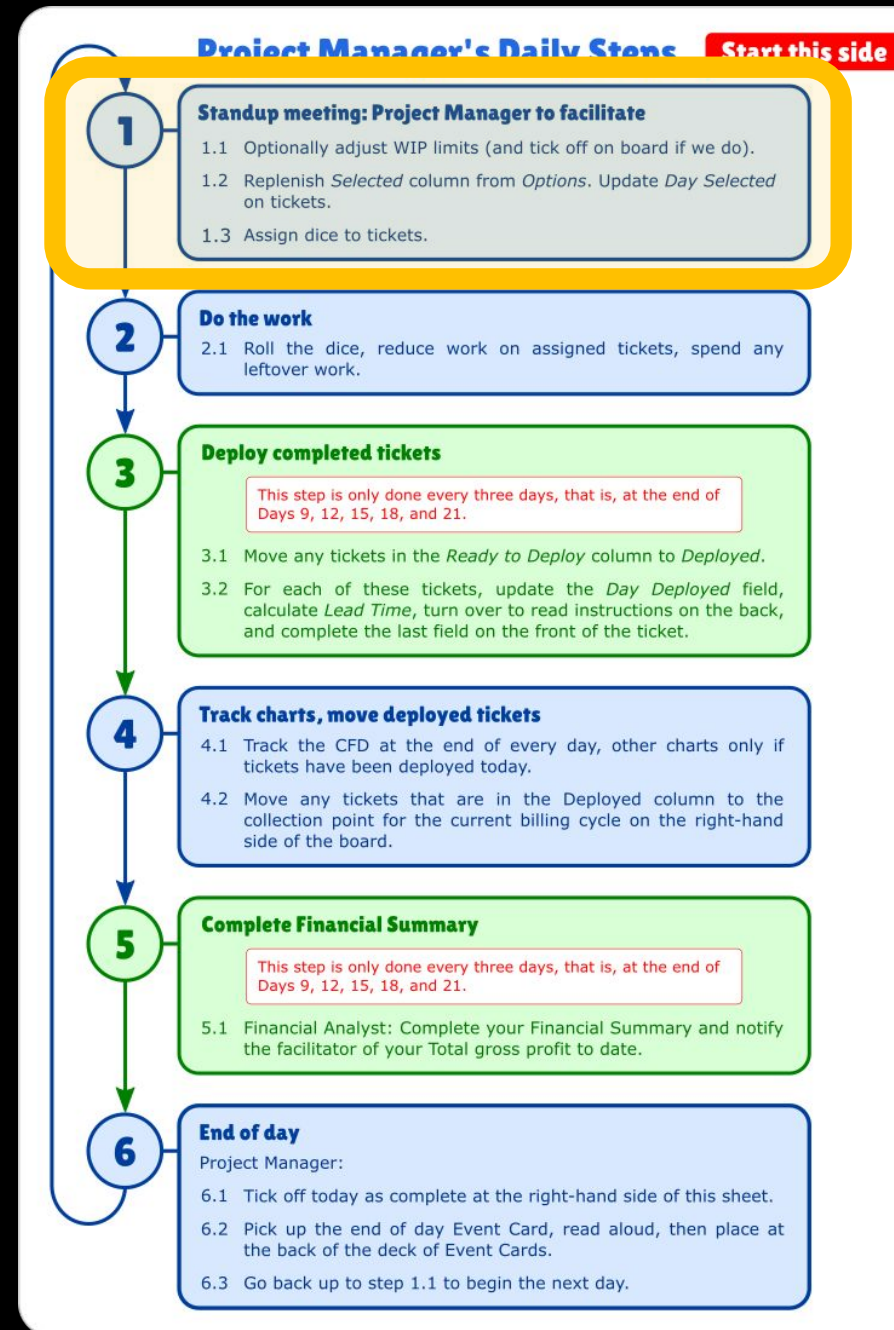 Project Manager's Daily Steps
Start this side
1
Standup meeting: Project Manager to facilitate
1.1 Optionally adjust WIP limits (and tick off on board if we do).
1.2 Replenish Selected column from Options. Update Day Selected
on tickets.
1.3 Assign dice to tickets.
2
Do the work
2.1 Roll the dice, reduce work on assigned tickets, spend any
leftover work.
3
Deploy completed tickets
This step is only done every three days, that is, at the end of
Days 9, 12, 15, 18, and 21.
3.1 Move any tickets in the Ready to Deploy column to Deployed.
3.2 For each of these tickets, update the Day Deployed field,
calculate Lead Time, turn over to read instructions on the back,
and complete the last field on the front of the ticket.
4
Track charts, move deployed tickets
4.1 Track the CFD at the end of every day, other charts only if
tickets have been deployed today.
4.2 Move any tickets that are in the Deployed column to the
collection point for the current billing cycle on the right-hand
side of the board.
5
Complete Financial Summary
This step is only done every three days, that is, at the end of
Days 9, 12, 15, 18, and 21.
5.1 Financial Analyst: Complete your Financial Summary and notify
the facilitator of your Total gross profit to date.
6
End of day
Project Manager:
6.1 Tick off today as complete at the right-hand side of this sheet.
6.2 Pick up the end of day Event Card, read aloud, then place at
the back of the deck of Event Cards.
6.3 Go back up to step 1.1 to begin the next day.